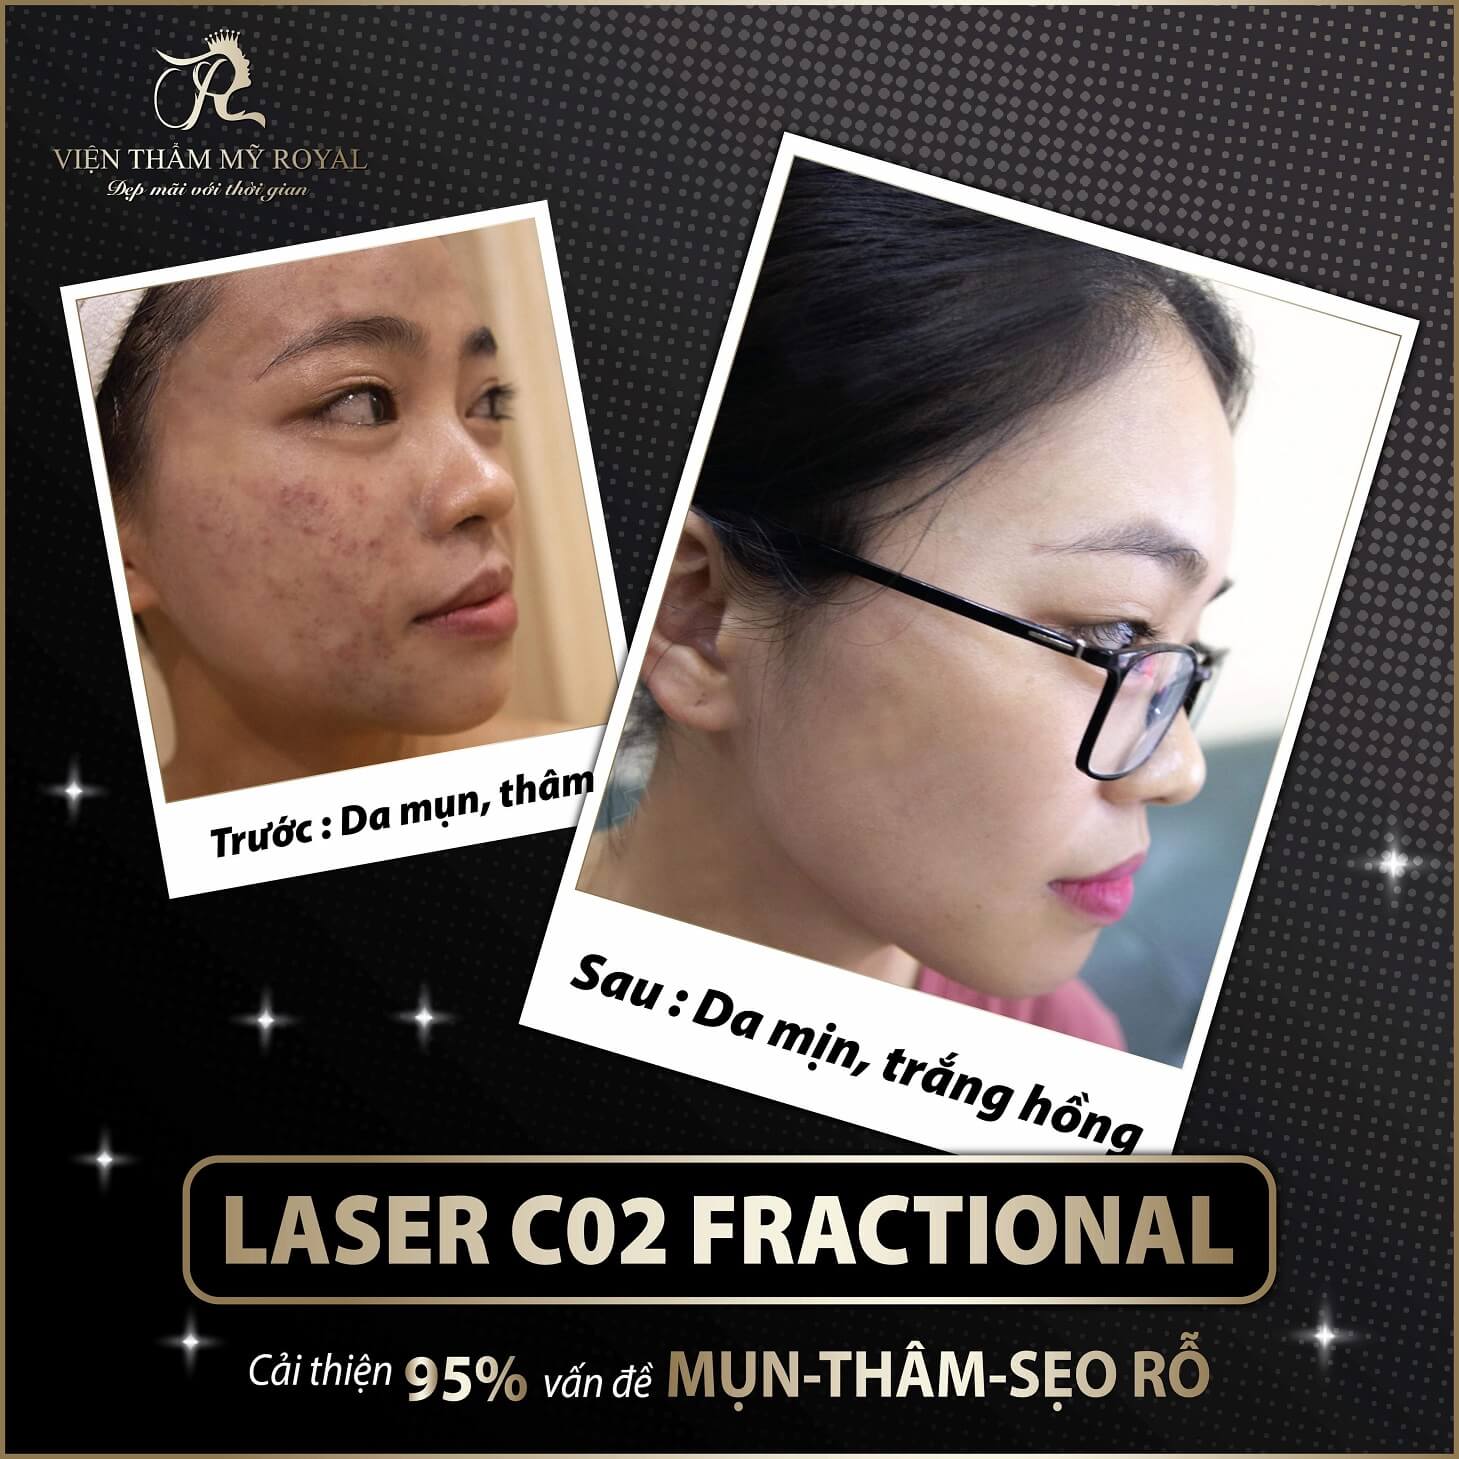 VIỆN THẨM MỸ ROYAL
Đẹp mãi với thời gian
Trước : Da mụn, thâm
Sau : Da mịn, trắng hồng
LASER C02 FRACTIONAL
Cải thiện 95% vấn đề MỤN-THÂM-SẸO RỖ